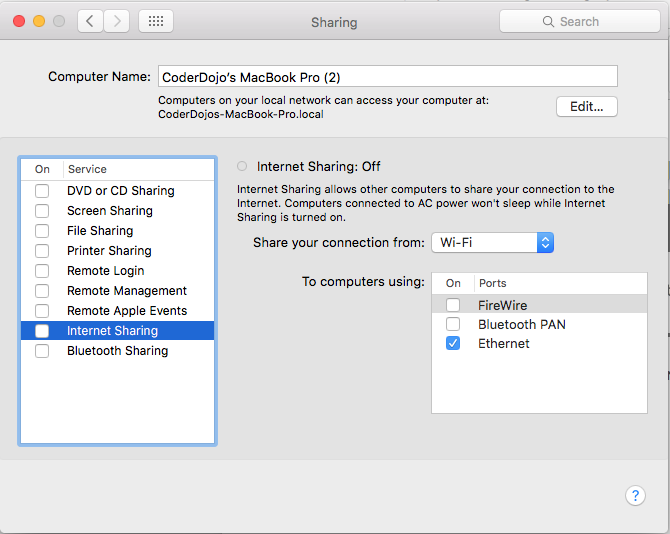 Sharing
Search
Computer Name: CoderDojo's MacBook Pro (2)
Computers on your local network can access your computer at:
CoderDojos-MacBook-Pro.local
Edit...
On Service
DVD or CD Sharing
Screen Sharing
File Sharing
Printer Sharing
Remote Login
Remote Management
Remote Apple Events
Internet Sharing
Bluetooth Sharing
Internet Sharing: Off
Internet Sharing allows other computers to share your connection to the
Internet. Computers connected to AC power won't sleep while Internet
Sharing is turned on.
Share your connection from: Wi-Fi
To computers using:
On Ports
FireWire
Bluetooth PAN
Ethernet
?